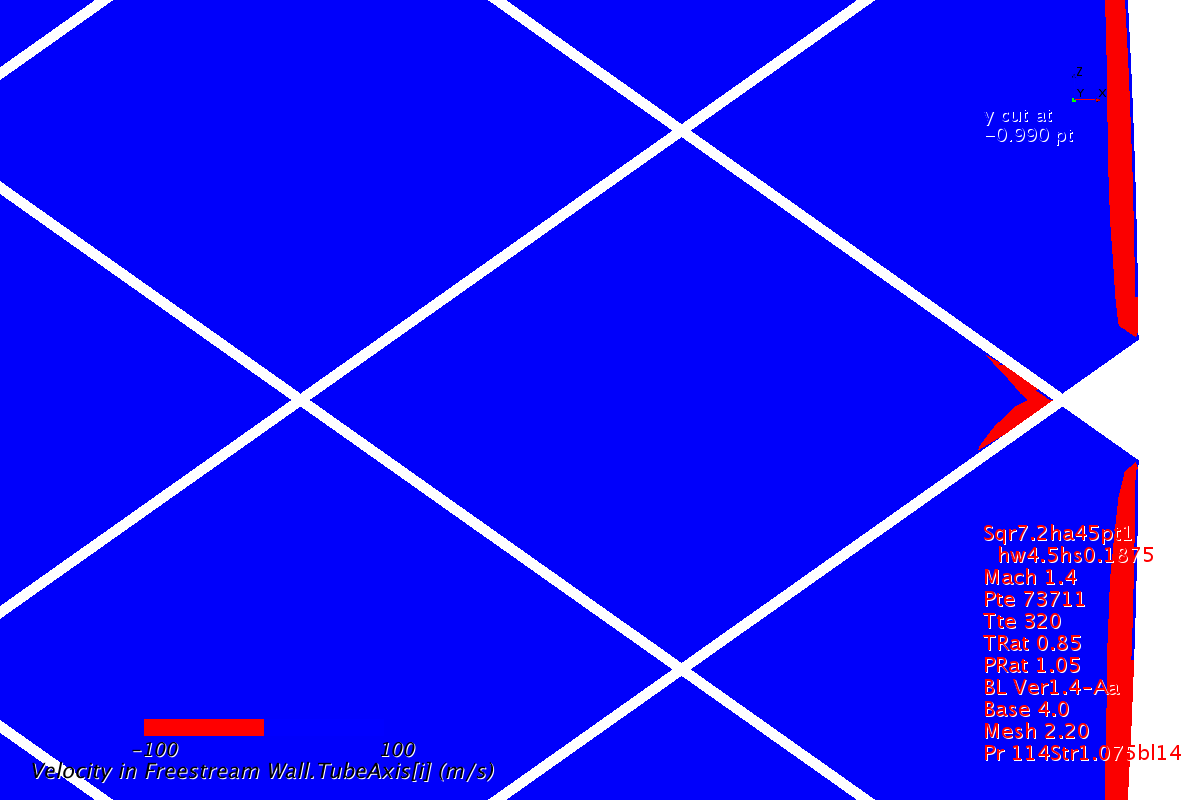 Z
Y X
y cut at
−0.990 pt
Sqr7.2ha45pt1
hw4.5hs0.1875
Mach 1.4
Pte 73711
Tte 320
TRat 0.85
PRat 1.05
BL Ver1.4−Aa
Base 4.0
Mesh 2.20
Pr 114Str1.075bl14
−100 100
Velocity in Freestream Wall.TubeAxis[i] (m/s)